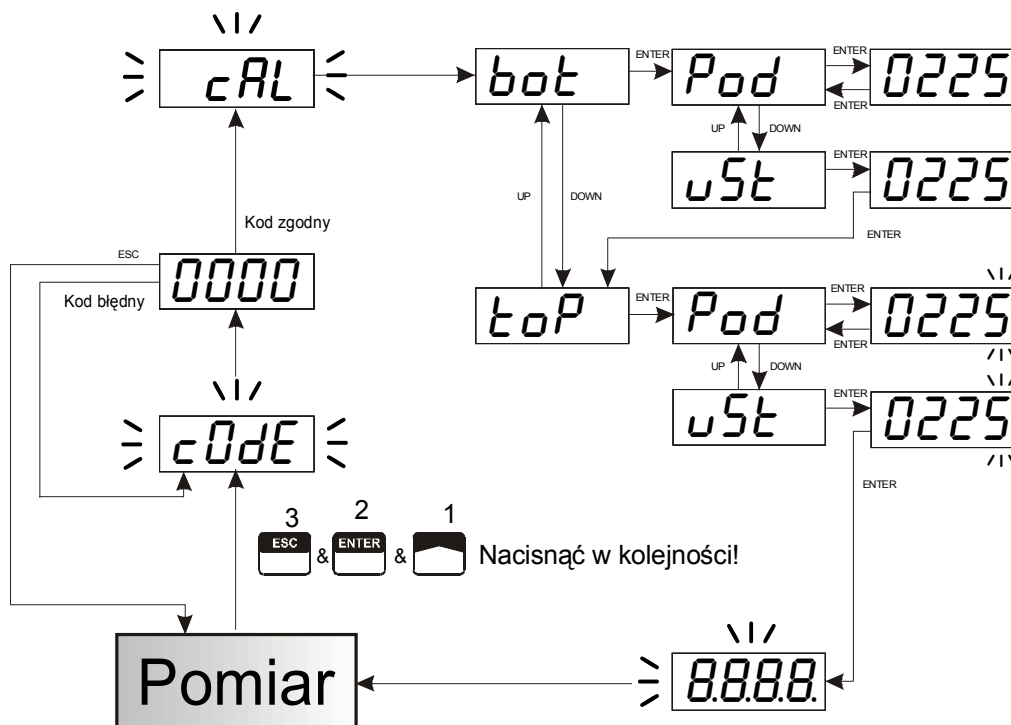 cAL
bot
ENTER
Pod
ENTER
ENTER
0225
UP
DOWN
uSt
ENTER
0225
UP
DOWN
ENTER
Kod zgodny
ESC
0000
Kod błędny
toP
ENTER
Pod
ENTER
ENTER
0225
UP
DOWN
uSt
ENTER
0225
ENTER
c0dE
3
2
1
ESC & ENTER & Nacisnąć w kolejności!
Pomiar
8.8.8.8.